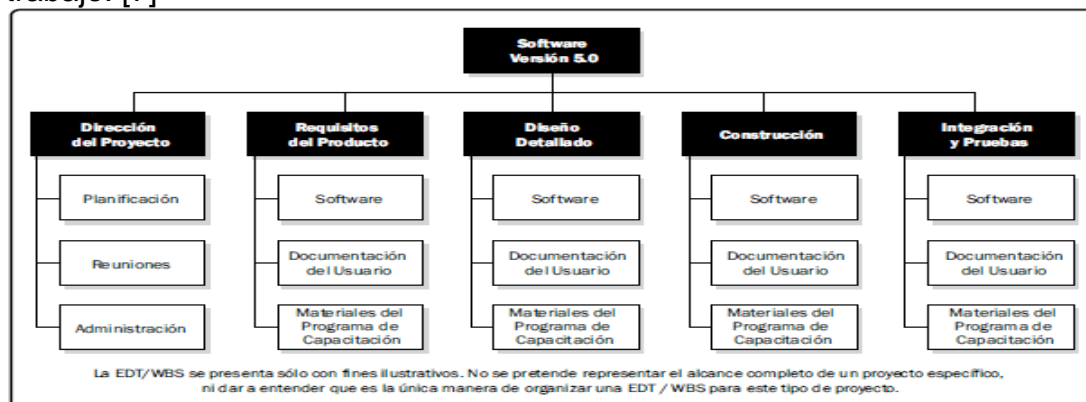 trabajo. [7]
Software
Versión 5.0
Dirección
del Proyecto
Requisitos
del Producto
Diseño
Detallado
Construcción
Integración
y Pruebas
Planificación
Software
Software
Software
Software
Reuniones
Documentación
del Usuario
Documentación
del Usuario
Documentación
del Usuario
Documentación
del Usuario
Administración
Materiales del
Programa de
Capacitación
Materiales del
Programa de
Capacitación
Materiales del
Programa de
Capacitación
Materiales del
Programa de
Capacitación
La EDT/WBS se presenta sólo con fines ilustrativos. No se pretende representar el alcance completo de un proyecto específico,
ni dar a entender que es la única manera de organizar una EDT / WBS para este tipo de proyecto.